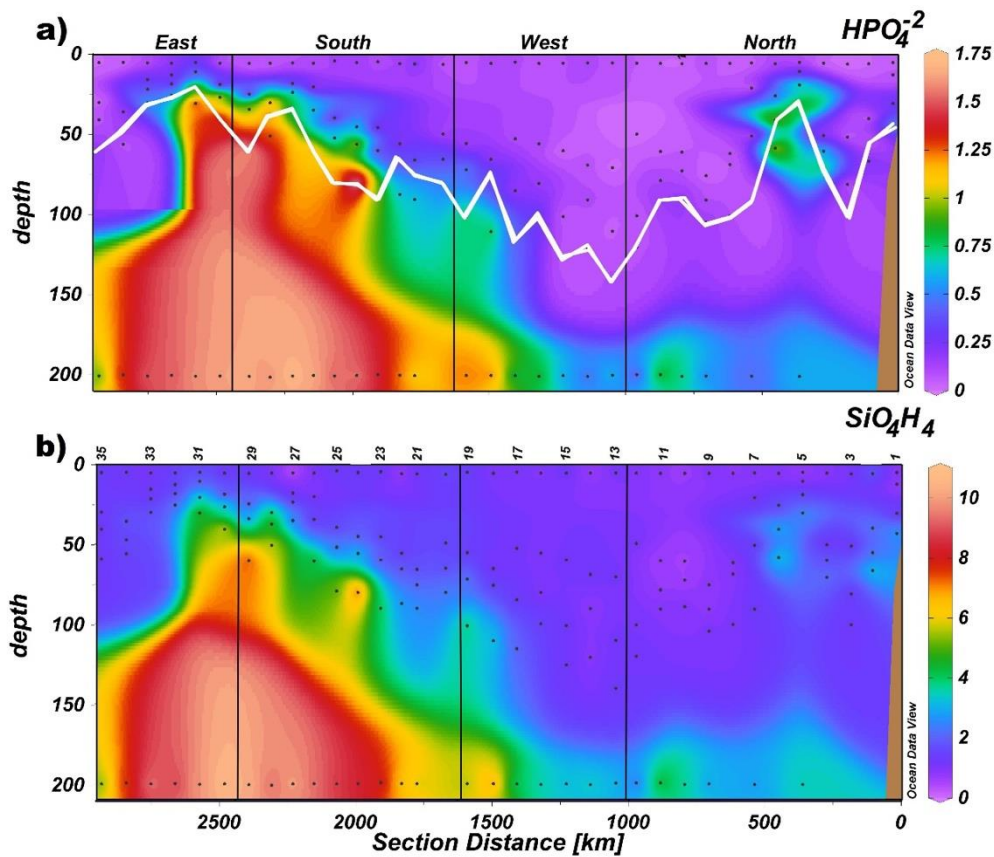 a)
East South West North
HPO4-2
0
50
100
150
200
depth
1.75
1.5
1.25
1
0.75
0.5
0.25
0
Ocean Data View
b)
SiO4H4
35 33 31 29 27 25 23 21 19 17 15 13 11 9 7 5 3 1
0
50
100
150
200
depth
10
8
6
4
2
0
Ocean Data View
2500 2000 1500 1000 500 0
Section Distance [km]